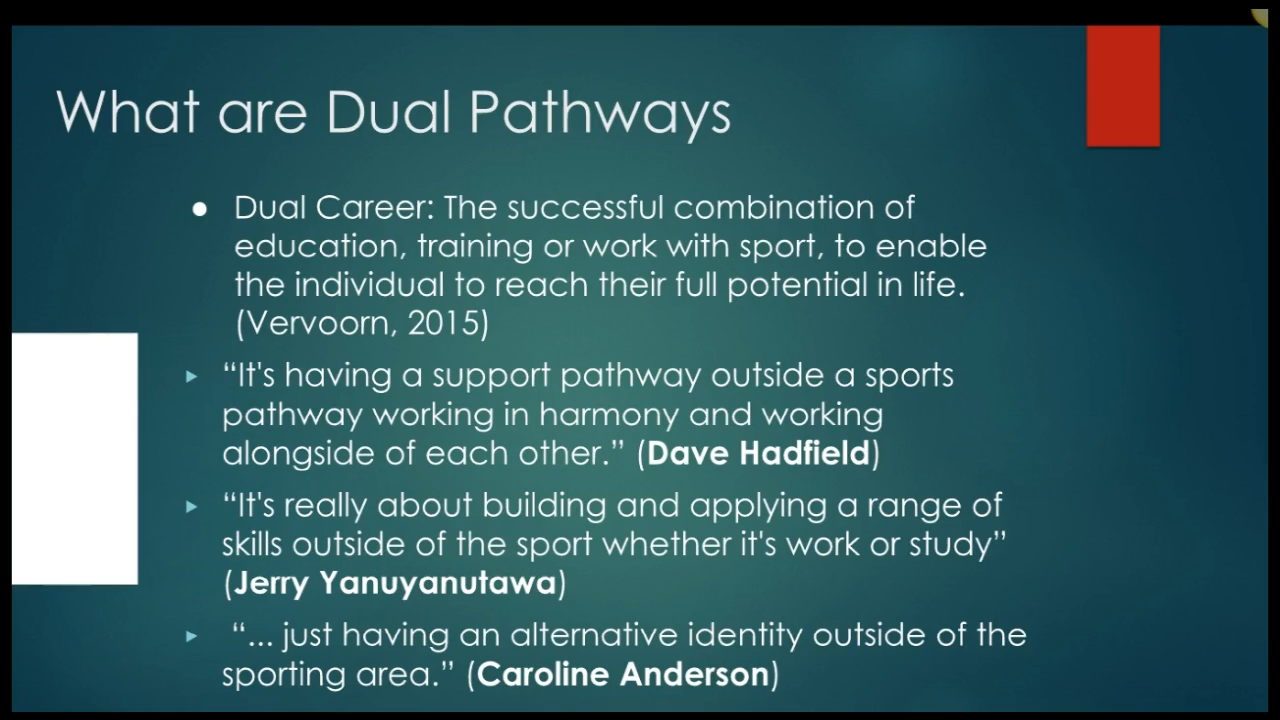 What are Dual Pathways
● Dual Career: The successful combination of
education, training or work with sport, to enable
the individual to reach their full potential in life.
(Vervoorn, 2015)
▸ “It's having a support pathway outside a sports
pathway working in harmony and working
alongside of each other.” (Dave Hadfield)
▸ “It's really about building and applying a range of
skills outside of the sport whether it's work or study”
(Jerry Yanuyanutawa)
▸ “... just having an alternative identity outside of the
sporting area.” (Caroline Anderson)